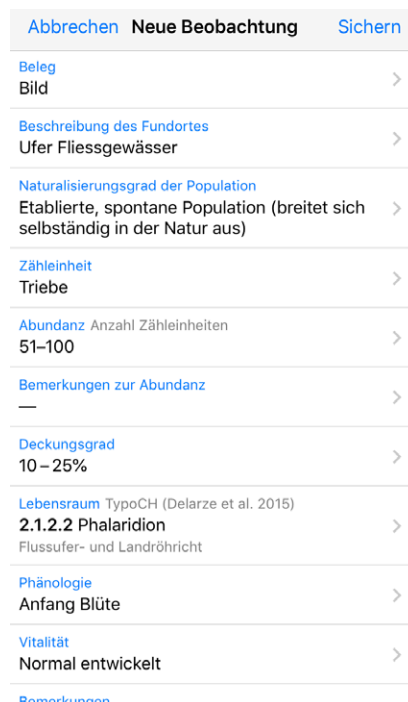 Abbrechen Neue Beobachtung Sichern
Beleg
Bild
Beschreibung des Fundortes
Ufer Fliessgewässer
Naturalisierungsgrad der Population
Etablierte, spontane Population (breitet sich
selbständig in der Natur aus)
Zähleinheit
Triebe
Abundanz Anzahl Zähleinheiten
51–100
Bemerkungen zur Abundanz
—
Deckungsgrad
10 – 25%
Lebensraum TypoCH (Delarze et al. 2015)
2.1.2.2 Phalaridion
Flussufer- und Landröhricht
Phänologie
Anfang Blüte
Vitalität
Normal entwickelt
Bemerkungen